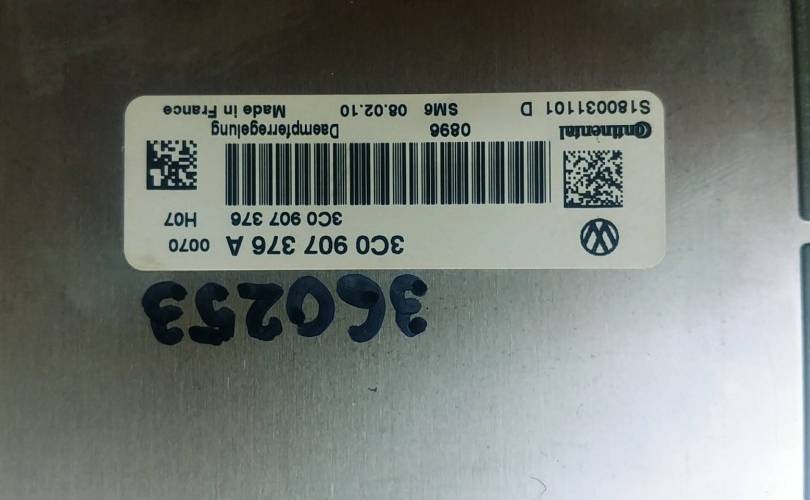 360253
3C0 907 376 A 0070
3C0 907 376 H07
Continental 0896 Daempferregelung
S180031101 D SM6 08.02.10 Made in France